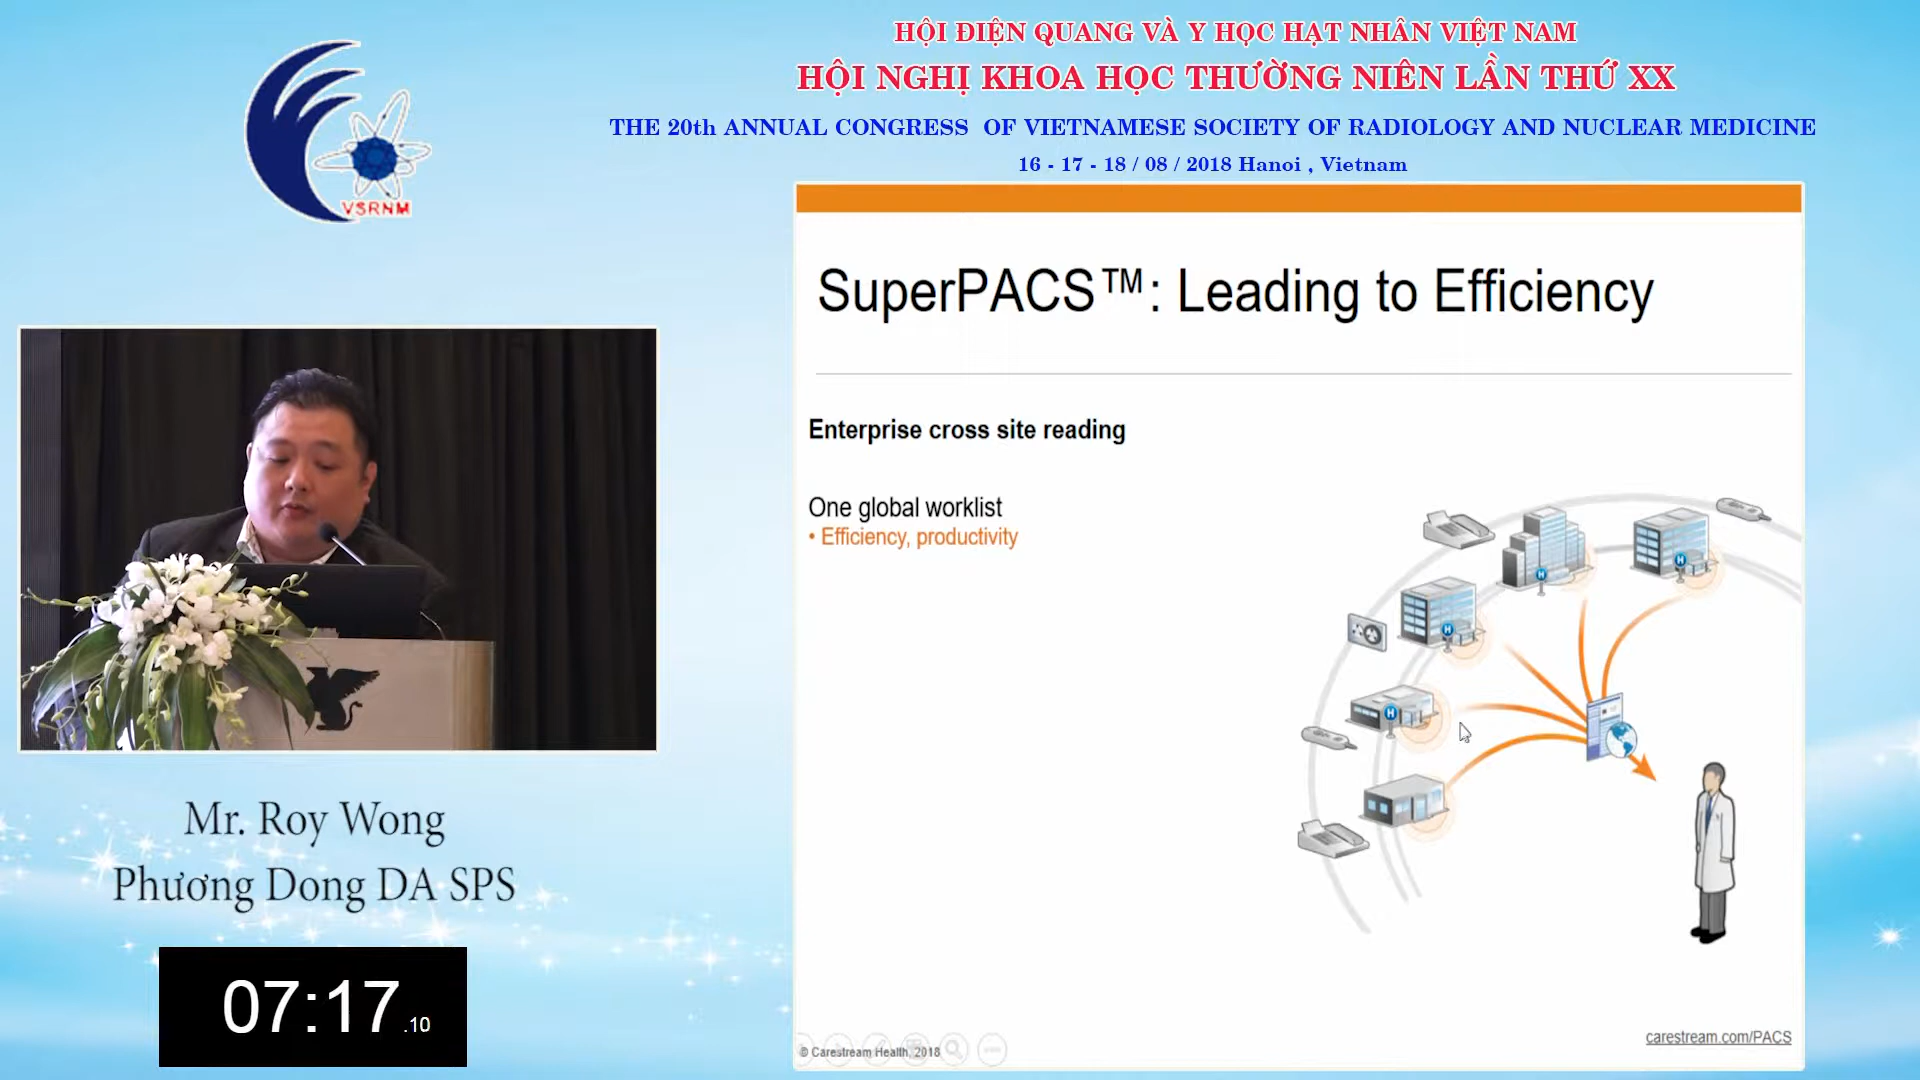 HỘI ĐIỆN QUANG VÀ Y HỌC HẠT NHÂN VIỆT NAM
HỘI NGHỊ KHOA HỌC THƯỜNG NIÊN LẦN THỨ XX
THE 20th ANNUAL CONGRESS OF VIETNAMESE SOCIETY OF RADIOLOGY AND NUCLEAR MEDICINE
16 - 17 - 18 / 08 / 2018 Hanoi , Vietnam
VSRNM
SuperPACS™: Leading to Efficiency
Enterprise cross site reading
One global worklist
• Efficiency, productivity
H
H
H
H
Mr. Roy Wong
Phương Dong DA SPS
07:17.10
carestream.com/PACS
© Carestream Health, 2018